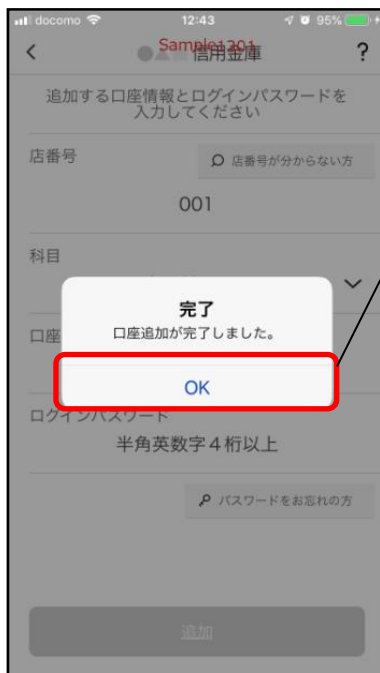 docomo 12:43 95%
Sample1201
信用金庫 ?
追加する口座情報とログインパスワードを
入力してください
店番号
店番号が分からない方
001
科目
完了
口座追加が完了しました。
口座
OK
ログインパスワード
半角英数字４桁以上
パスワードをお忘れの方
追加